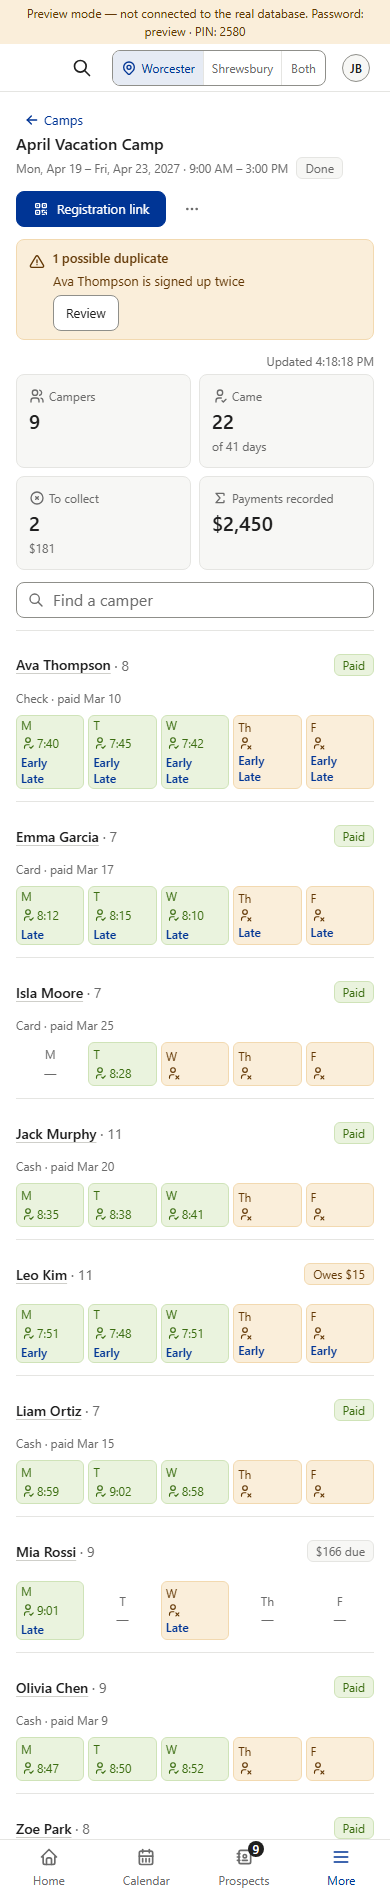 Preview mode — not connected to the real database. Password:
preview · PIN: 2580
Worcester
Shrewsbury
Both
JB
Camps
April Vacation Camp
Mon, Apr 19 – Fri, Apr 23, 2027 · 9:00 AM – 3:00 PM Done
Registration link
1 possible duplicate
Ava Thompson is signed up twice
Review
Updated 4:18:18 PM
Campers
9
Came
22
of 41 days
To collect
2
$181
Payments recorded
$2,450
Find a camper
Ava Thompson · 8 Paid
Check · paid Mar 10
M 7:40 Early Late
T 7:45 Early Late
W 7:42 Early Late
Th Early Late
F Early Late
Emma Garcia · 7 Paid
Card · paid Mar 17
M 8:12 Late
T 8:15 Late
W 8:10 Late
Th Late
F Late
Isla Moore · 7 Paid
Card · paid Mar 25
M —
T 8:28
W
Th
F
Jack Murphy · 11 Paid
Cash · paid Mar 20
M 8:35
T 8:38
W 8:41
Th
F
Leo Kim · 11 Owes $15
M 7:51 Early
T 7:48 Early
W 7:51 Early
Th Early
F Early
Liam Ortiz · 7 Paid
Cash · paid Mar 15
M 8:59
T 9:02
W 8:58
Th
F
Mia Rossi · 9 $166 due
M 9:01 Late
T —
W Late
Th —
F —
Olivia Chen · 9 Paid
Cash · paid Mar 9
M 8:47
T 8:50
W 8:52
Th
F
Zoe Park · 8 Paid
Home
Calendar
9
Prospects
More